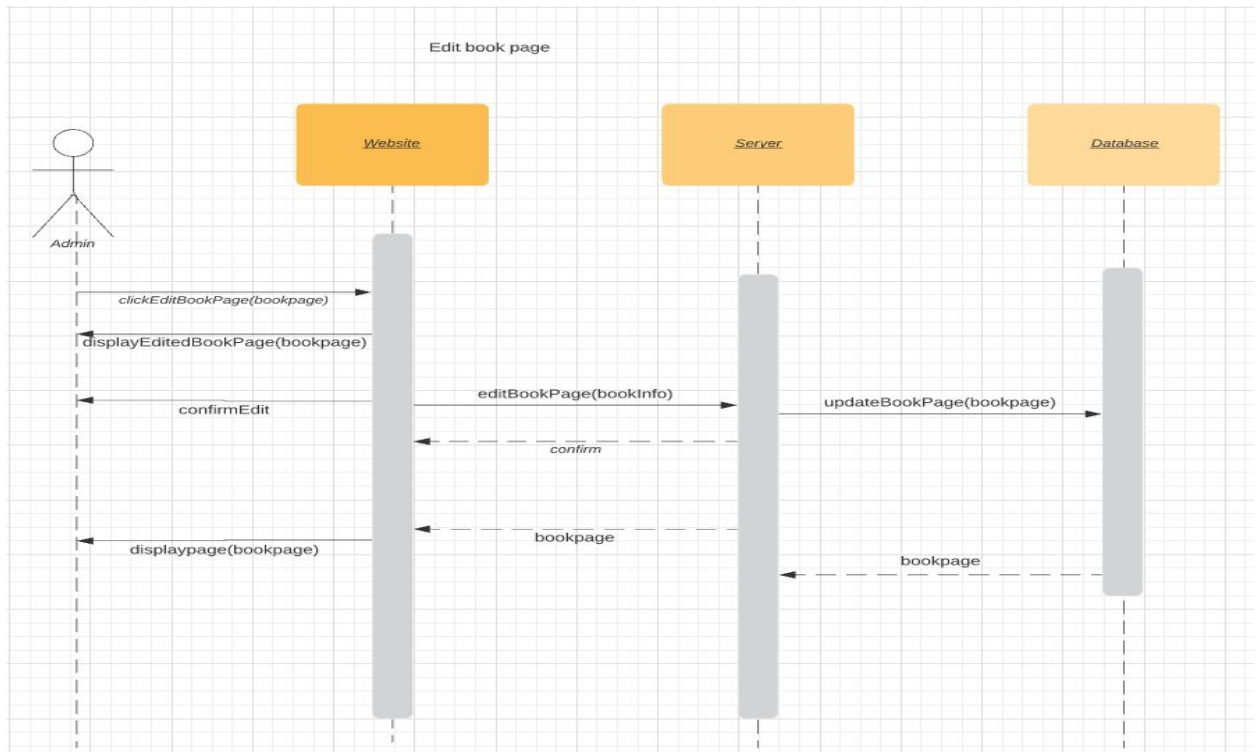 Edit book page
Website
Server
Database
Admin
clickEditBookPage(bookpage)
displayEditedBookPage(bookpage)
confirmEdit
editBookPage(bookInfo)
updateBookPage(bookpage)
confirm
bookpage
displaypage(bookpage)
bookpage